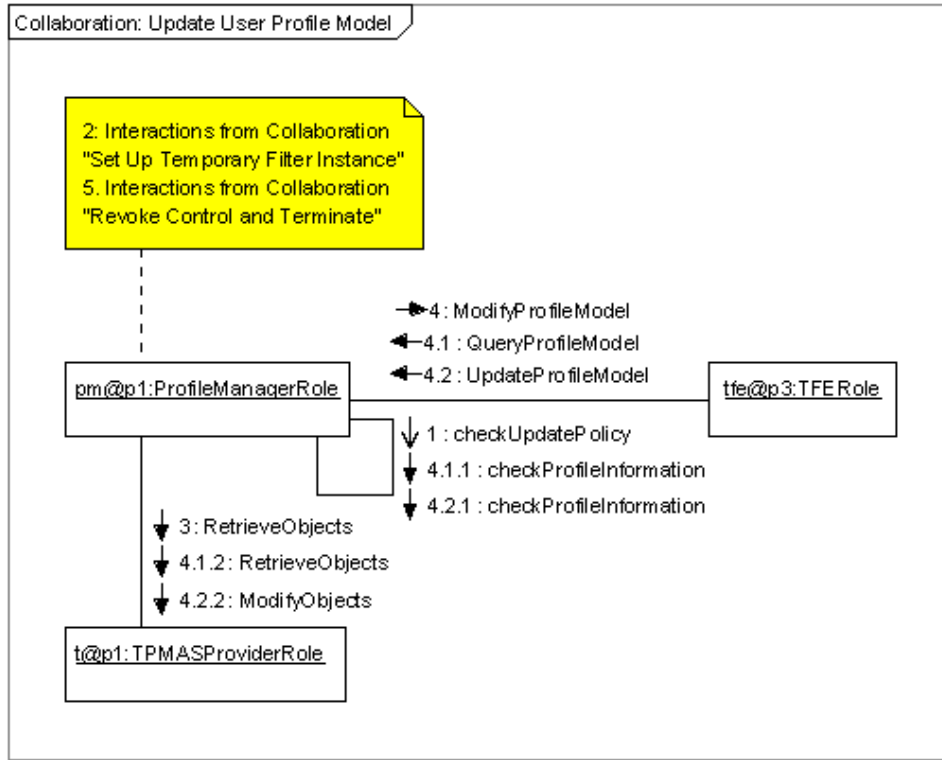 Collaboration: Update User Profile Model
2: Interactions from Collaboration
"Set Up Temporary Filter Instance"
5. Interactions from Collaboration
"Revoke Control and Terminate"
4: ModifyProfileModel
4.1 : QueryProfileModel
4.2 : UpdateProfileModel
pm@p1:ProfileManagerRole
tfe@p3:TFERole
1 : checkUpdatePolicy
4.1.1 : checkProfileInformation
4.2.1 : checkProfileInformation
3: RetrieveObjects
4.1.2: RetrieveObjects
4.2.2: ModifyObjects
t@p1:TPMASProviderRole